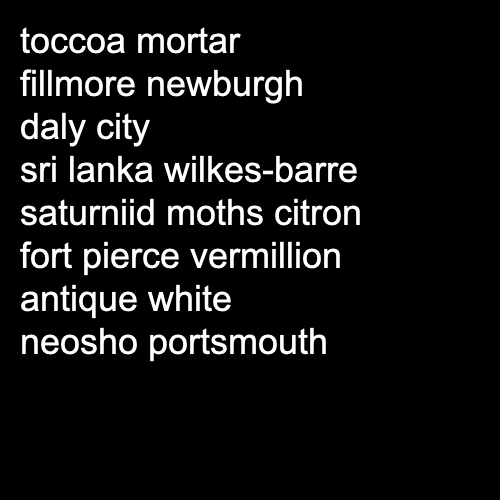 toccoa mortar
fillmore newburgh
daly city
sri lanka wilkes-barre
saturniid moths citron
fort pierce vermillion
antique white
neosho portsmouth